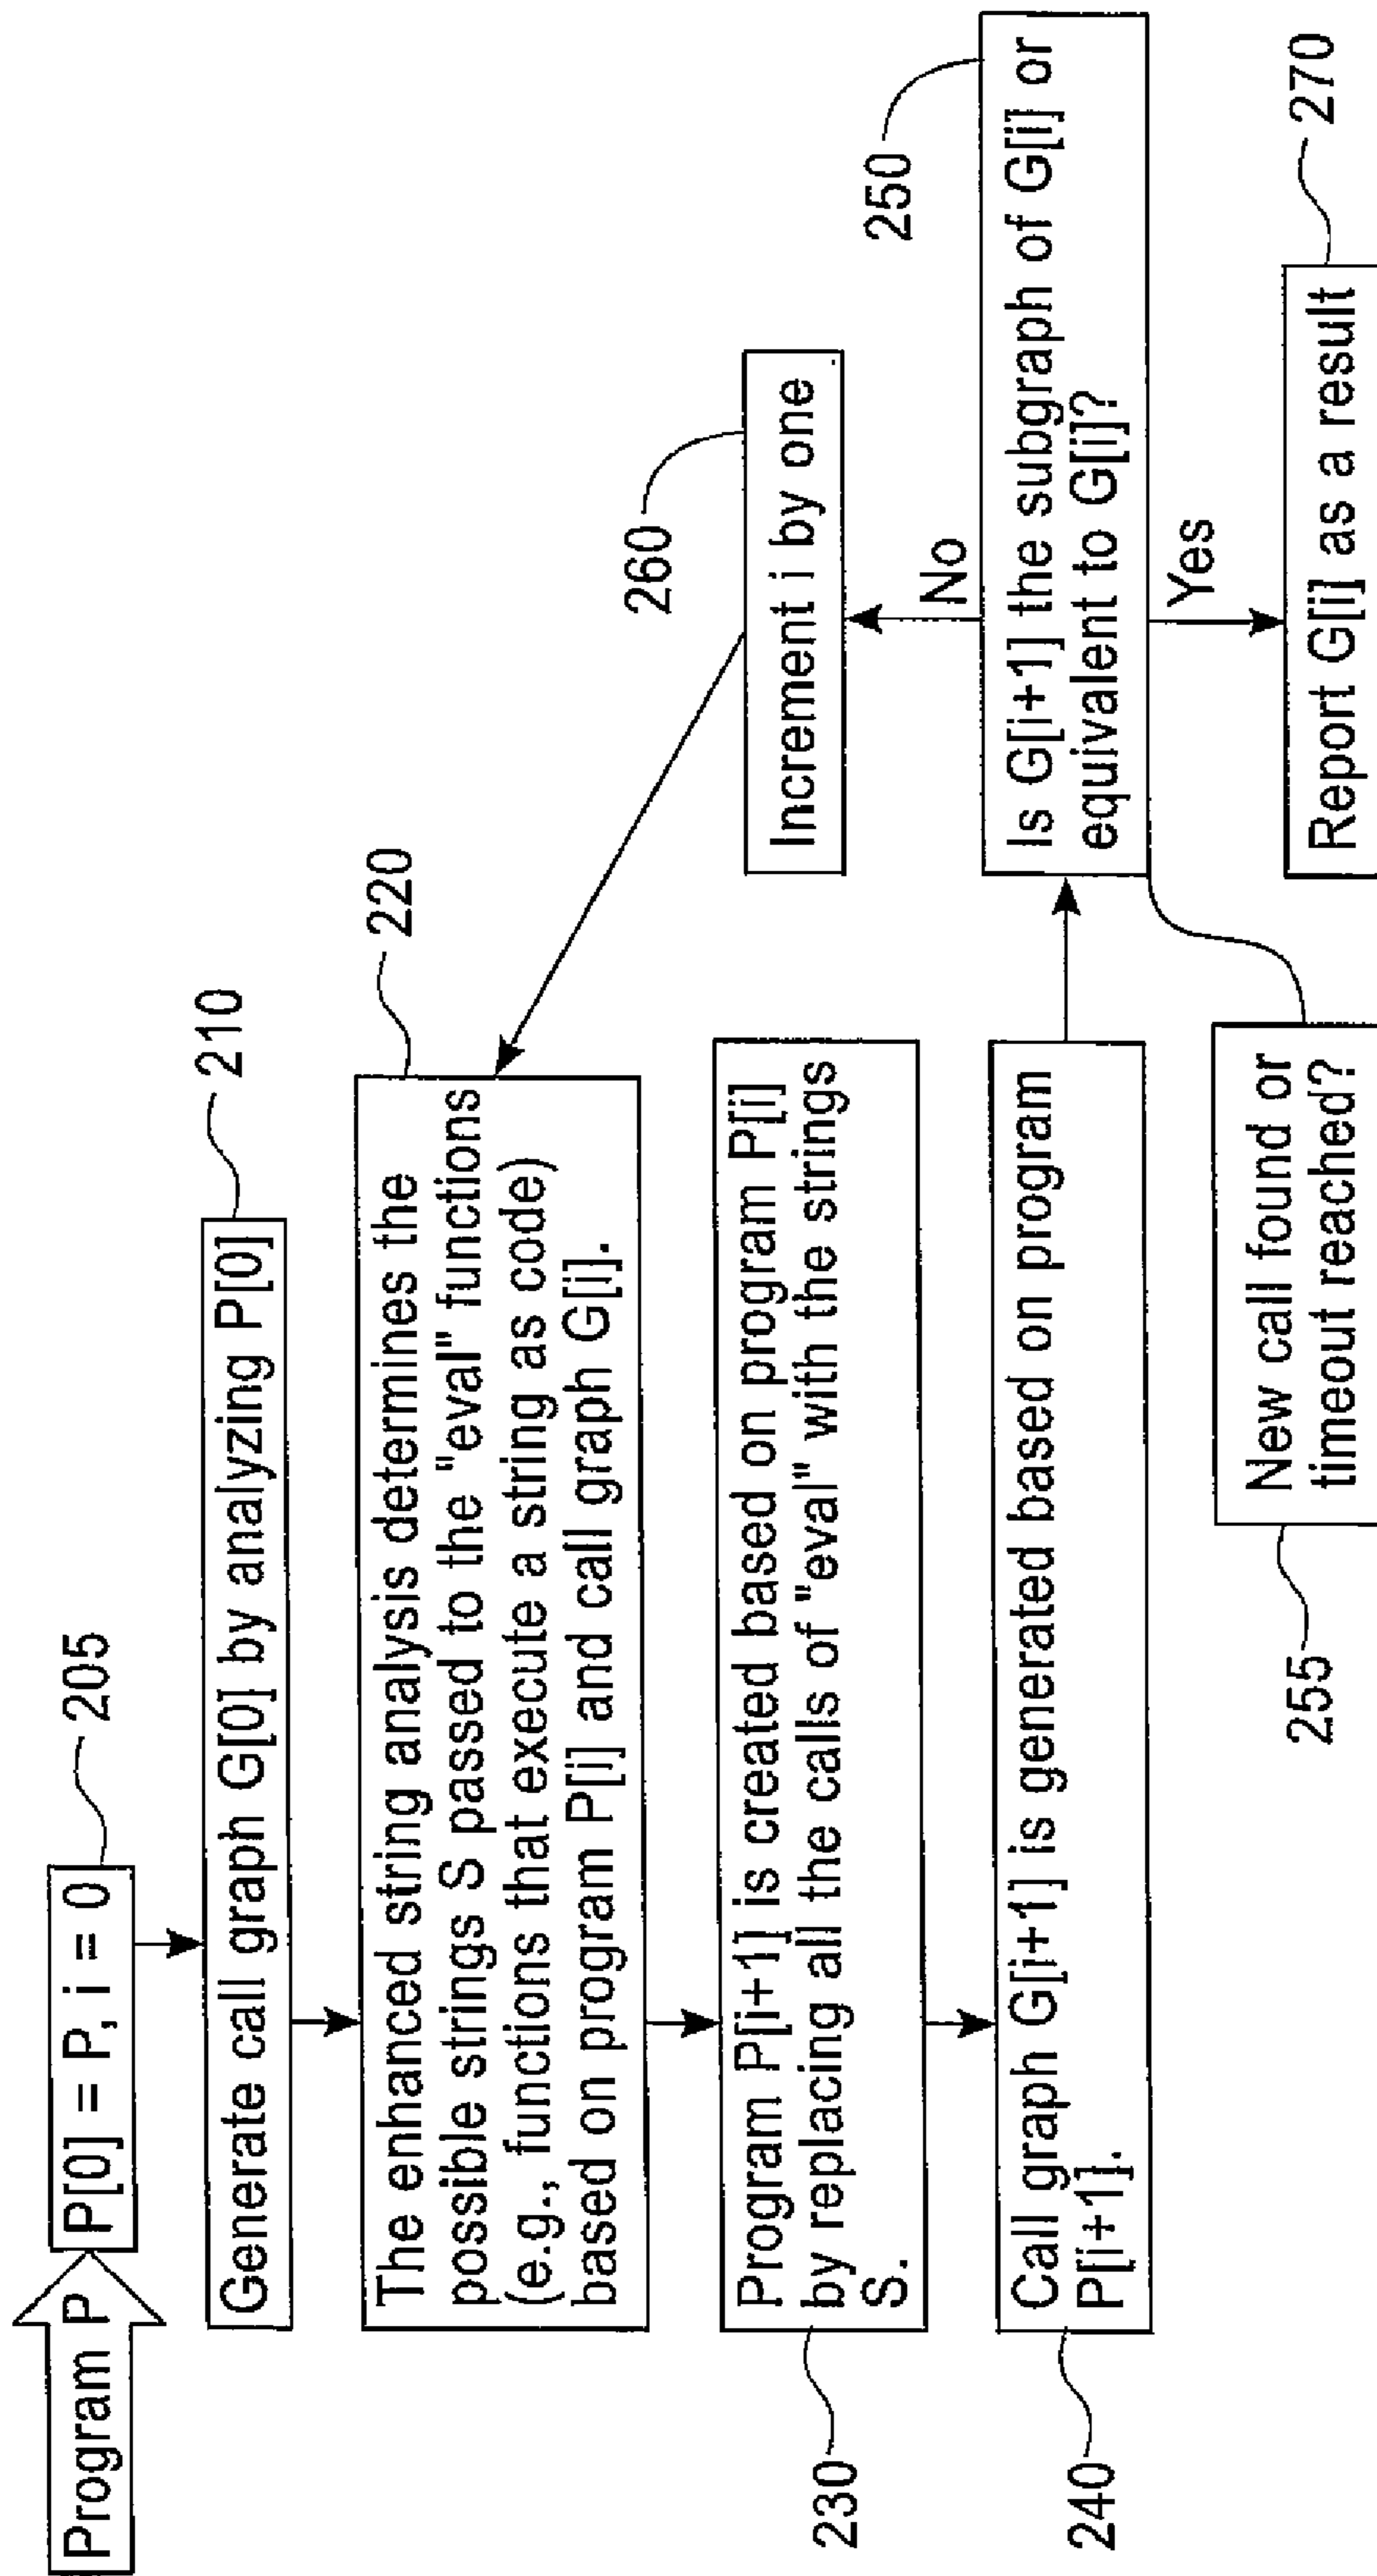 Program P
P[0] = P, i = 0
205
Generate call graph G[0] by analyzing P[0]
210
The enhanced string analysis determines the
possible strings S passed to the "eval" functions
(e.g., functions that execute a string as code)
based on program P[i] and call graph G[i].
220
Program P[i+1] is created based on program P[i]
by replacing all the calls of "eval" with the strings
S.
230
Call graph G[i+1] is generated based on program
P[i+1].
240
Is G[i+1] the subgraph of G[i] or
equivalent to G[i]?
250
New call found or
timeout reached?
255
No
Increment i by one
260
Yes
Report G[i] as a result
270